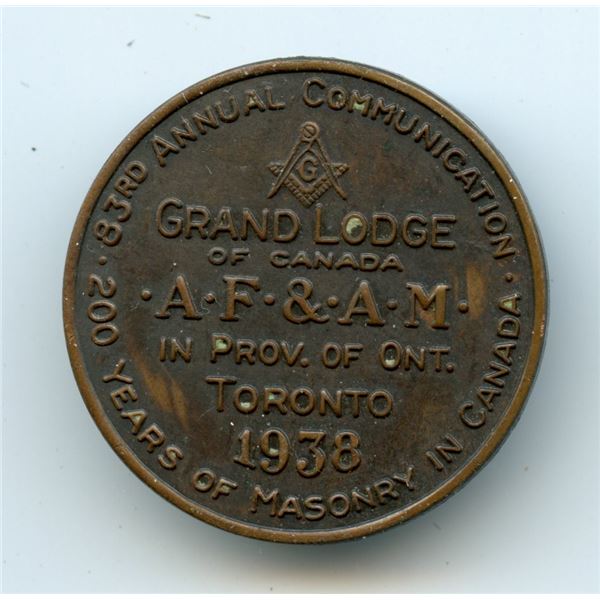 · 83RD ANNUAL COMMUNICATION ·
G
GRAND LODGE
OF CANADA
· A · F · & · A · M ·
IN PROV. OF ONT.
TORONTO
1938
200 YEARS OF MASONRY IN CANADA